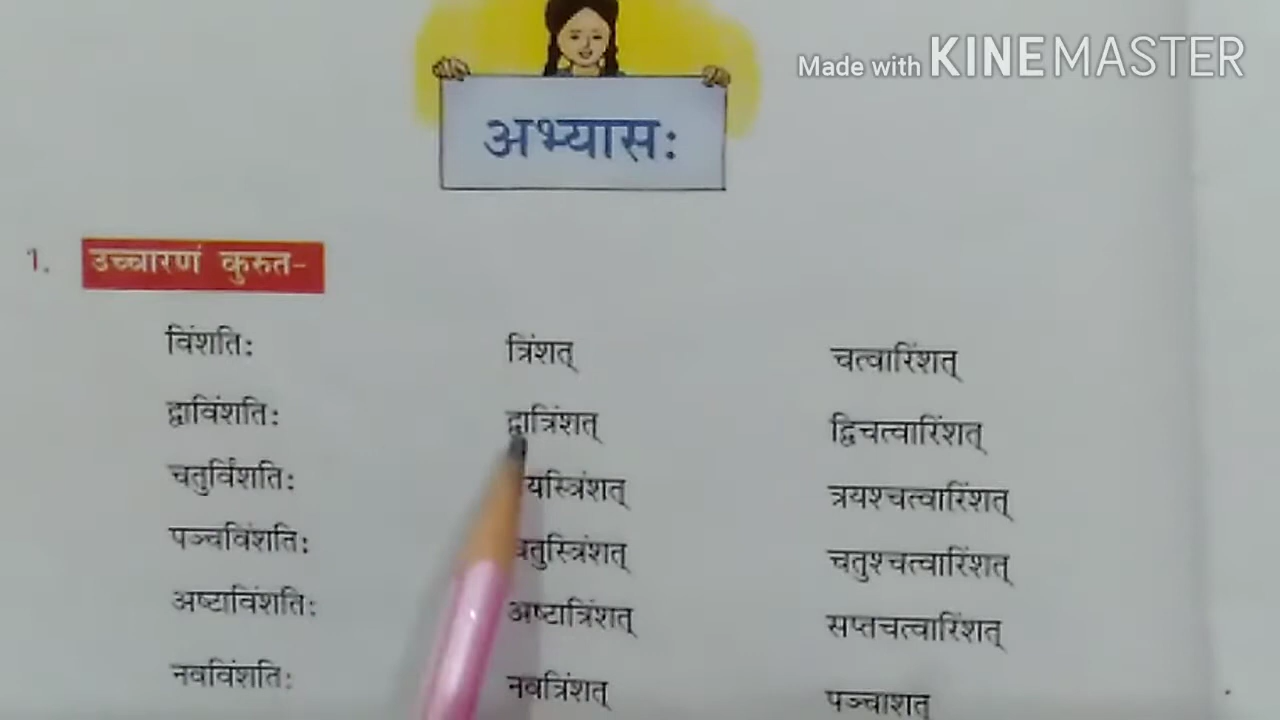 Made with KINEMASTER
अभ्यासः
1. उच्चारणं कुरुत-
विंशतिः त्रिंशत् चत्वारिंशत्
द्वाविंशतिः द्वात्रिंशत् द्विचत्वारिंशत्
चतुर्विंशतिः त्रयश्चत्वारिंशत्
पञ्चविंशतिः चतुश्चत्वारिंशत्
अष्टाविंशतिः अष्टात्रिंशत् सप्तचत्वारिंशत्
नवविंशतिः नवत्रिंशत् पञ्चाशत्